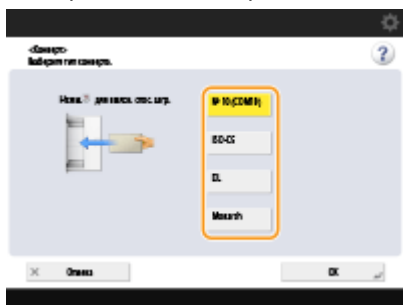 <Конверт>
Выберите тип конверта.
№ 10 (COM10)
ISO-C5
DL
Monarch
Отмена
OK